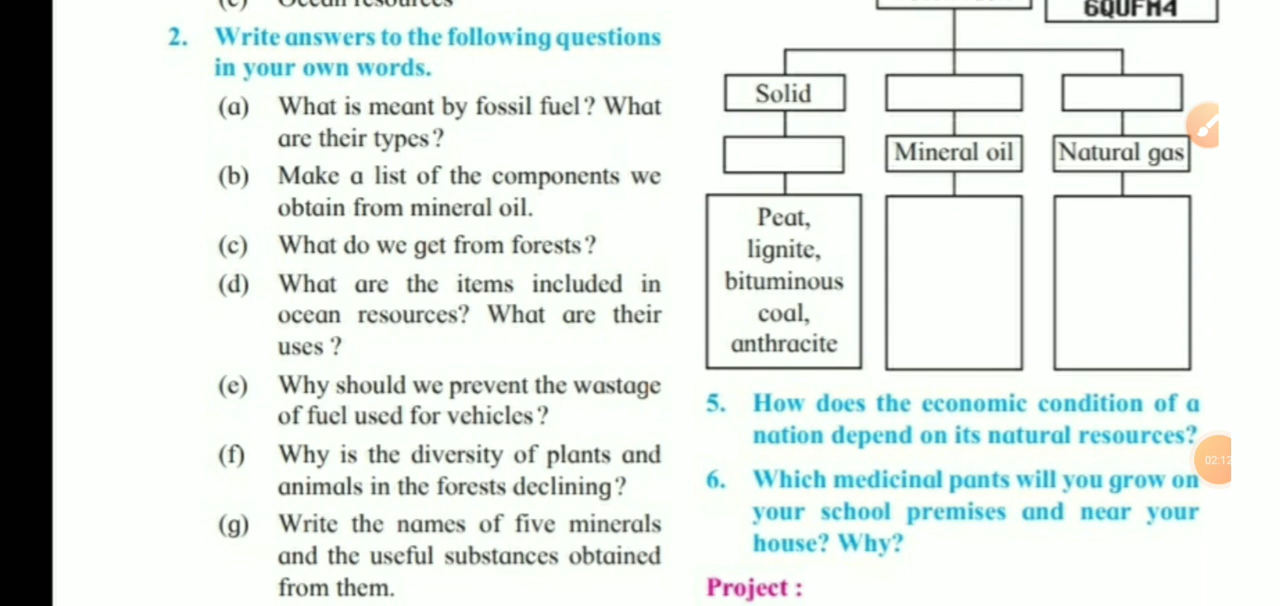 2. Write answers to the following questions
in your own words.
(a) What is meant by fossil fuel? What
are their types?
(b) Make a list of the components we
obtain from mineral oil.
(c) What do we get from forests?
(d) What are the items included in
ocean resources? What are their
uses ?
(e) Why should we prevent the wastage
of fuel used for vehicles?
(f) Why is the diversity of plants and
animals in the forests declining?
(g) Write the names of five minerals
and the useful substances obtained
from them.
6QUFH4
Solid
Mineral oil
Natural gas
Peat,
lignite,
bituminous
coal,
anthracite
5. How does the economic condition of a
nation depend on its natural resources?
02:12
6. Which medicinal pants will you grow on
your school premises and near your
house? Why?
Project :